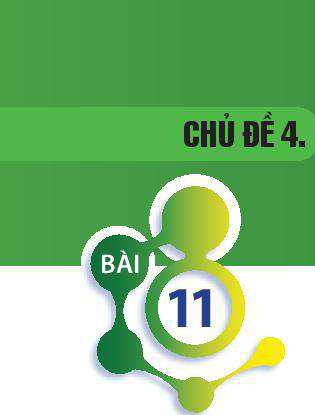 CHỦ ĐỀ 4.
BÀI
11